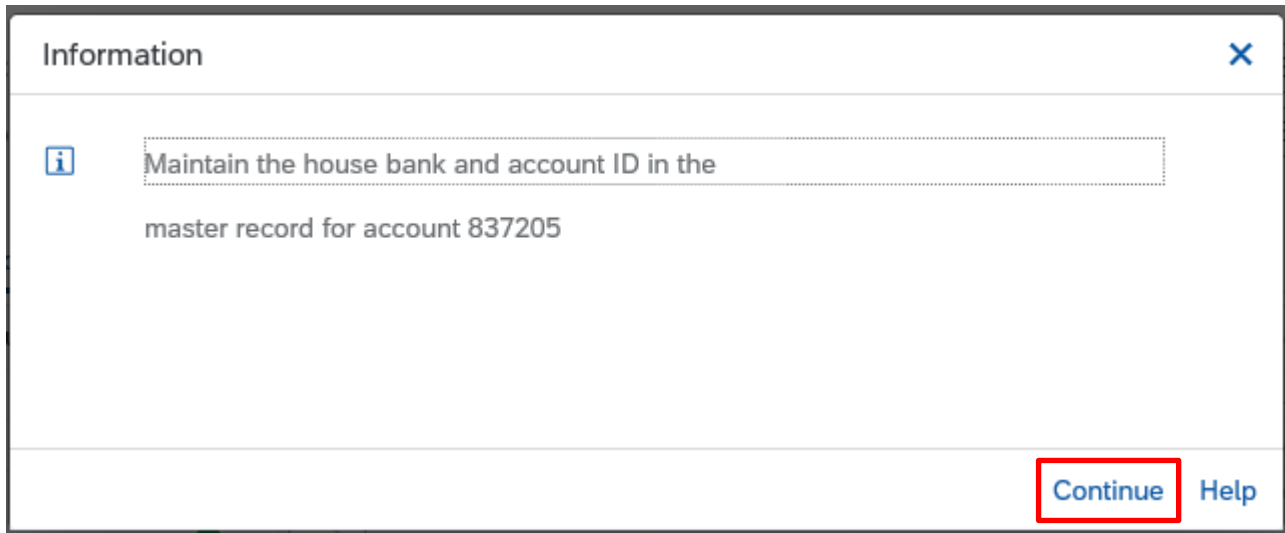 Information
Maintain the house bank and account ID in the
master record for account 837205
Continue Help